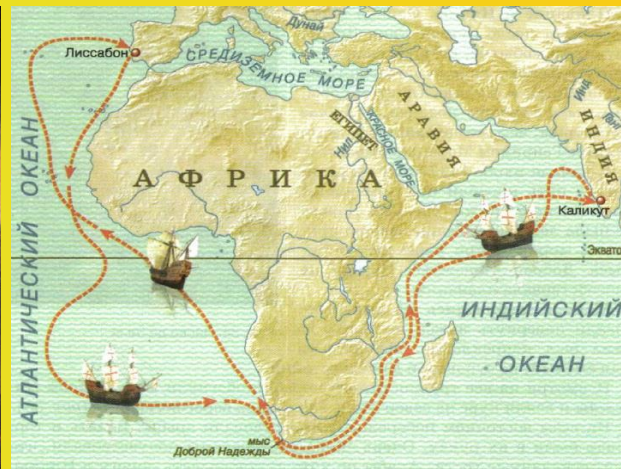 Дунай
Лиссабон
СРЕДИЗЕМНОЕ МОРЕ
АТЛАНТИЧЕСКИЙ ОКЕАН
АФРИКА
ЕГИПЕТ
Нил
КРАСНОЕ МОРЕ
АРАВИЯ
Инд
ИНДИЯ
Каликут
Экватор
ИНДИЙСКИЙ
ОКЕАН
мыс
Доброй Надежды